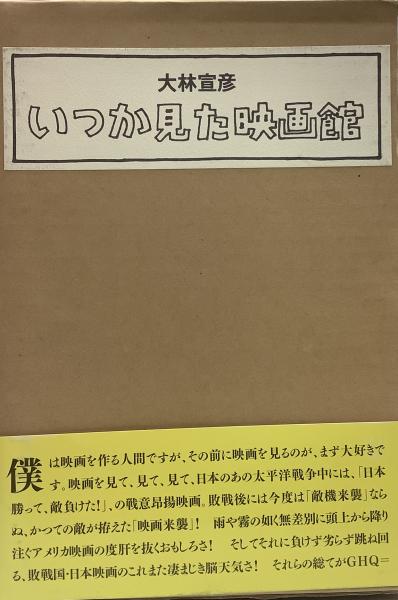 大林宣彦
いつか見た映画館
僕は映画を作る人間ですが、その前に映画を見るのが、まず大好きで
す。映画を見て、見て、見て、日本のあの太平洋戦争中には、「日本
勝って、敵負けた!」、の戦意昂揚映画。敗戦後には今度は「敵機来襲」なら
ぬ、かつての敵が拵えた「映画来襲」! 雨や霧の如く無差別に頭上から降り
注ぐアメリカ映画の度肝を抜くおもしろさ! そしてそれに負けず劣らず跳ね回
る、敗戦国・日本映画のこれまた凄まじき脳天気さ! それらの総てがGHQ=